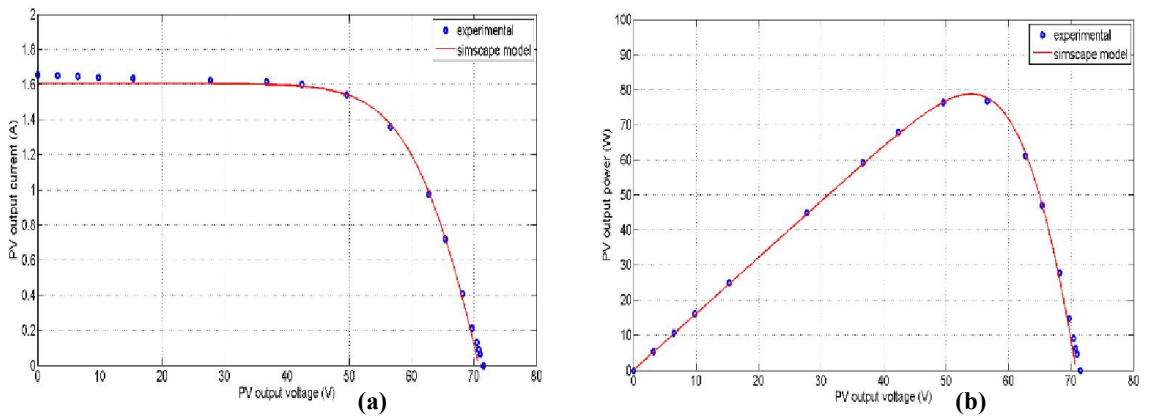 2
1.8
1.6
1.4
1.2
1
0.8
0.6
0.4
0.2
0
PV output current (A)
0 10 20 30 40 50 60 70 80
PV output voltage (V)
experimental
simscape model
(a)
100
90
80
70
60
50
40
30
20
10
0
PV output power (W)
0 10 20 30 40 50 60 70 80
PV output voltage (V)
experimental
simscape model
(b)